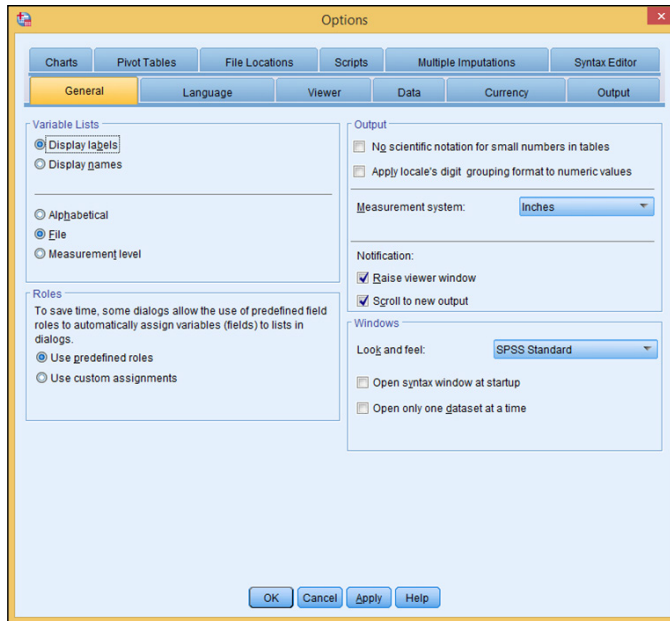 Options
Charts
Pivot Tables
File Locations
Scripts
Multiple Imputations
Syntax Editor
General
Language
Viewer
Data
Currency
Output
Variable Lists
Display labels
Display names
Alphabetical
File
Measurement level
Roles
To save time, some dialogs allow the use of predefined field
roles to automatically assign variables (fields) to lists in
dialogs.
Use predefined roles
Use custom assignments
Output
No scientific notation for small numbers in tables
Apply locale's digit grouping format to numeric values
Measurement system:
Inches
Notification:
Raise viewer window
Scroll to new output
Windows
Look and feel:
SPSS Standard
Open syntax window at startup
Open only one dataset at a time
OK
Cancel
Apply
Help